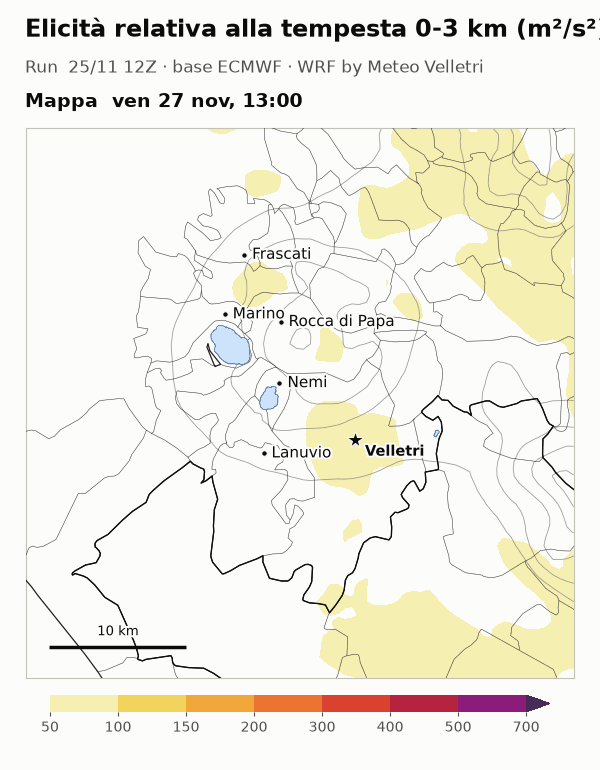 Elicità relativa alla tempesta 0-3 km (m²/s²)
Run 25/11 12Z · base ECMWF · WRF by Meteo Velletri
Mappa ven 27 nov, 13:00
Frascati
Marino
Rocca di Papa
Nemi
Velletri
Lanuvio
10 km
50 100 150 200 300 400 500 700